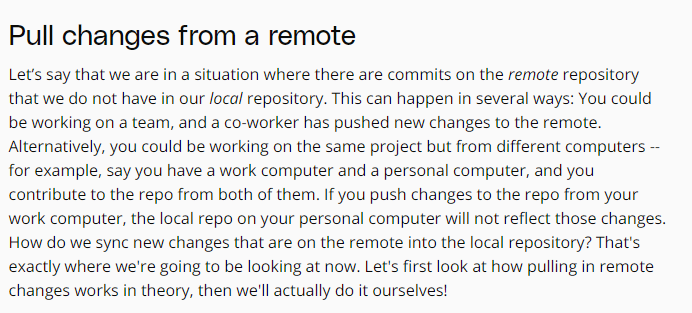 Pull changes from a remote
Let’s say that we are in a situation where there are commits on the remote repository
that we do not have in our local repository. This can happen in several ways: You could
be working on a team, and a co-worker has pushed new changes to the remote.
Alternatively, you could be working on the same project but from different computers --
for example, say you have a work computer and a personal computer, and you
contribute to the repo from both of them. If you push changes to the repo from your
work computer, the local repo on your personal computer will not reflect those changes.
How do we sync new changes that are on the remote into the local repository? That's
exactly where we're going to be looking at now. Let's first look at how pulling in remote
changes works in theory, then we'll actually do it ourselves!